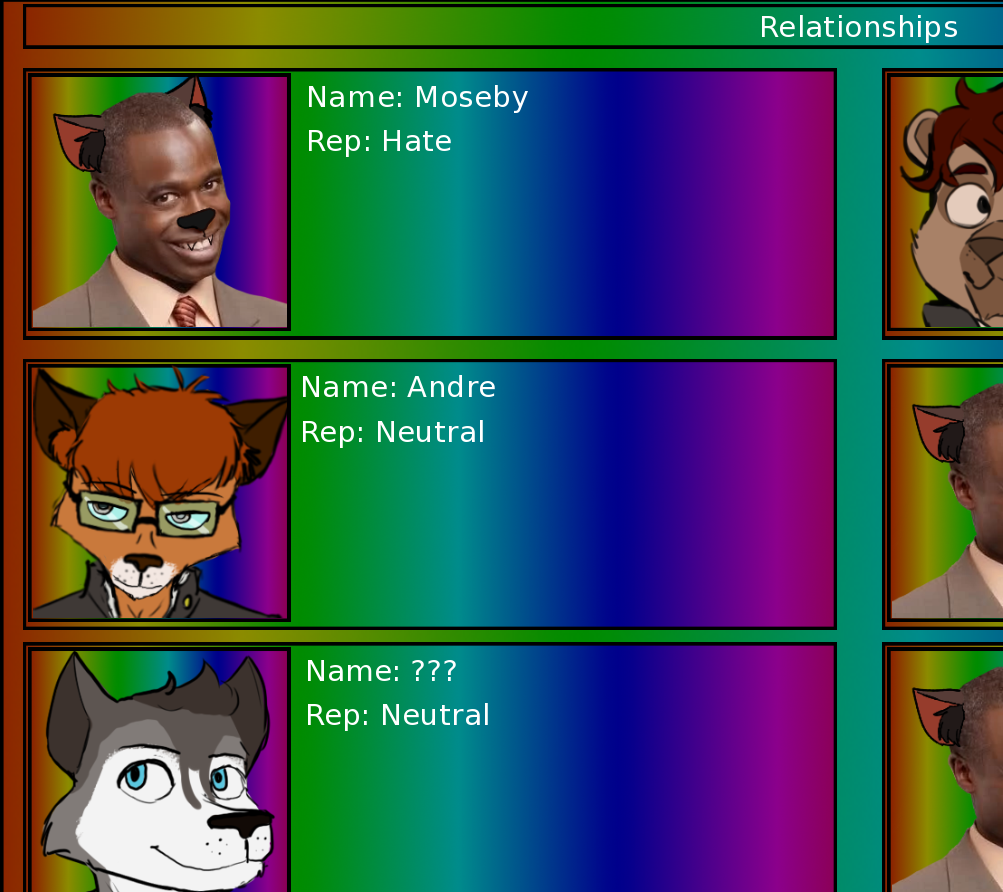 Relationships
Name: Moseby
Rep: Hate
Name: Andre
Rep: Neutral
Name: ???
Rep: Neutral